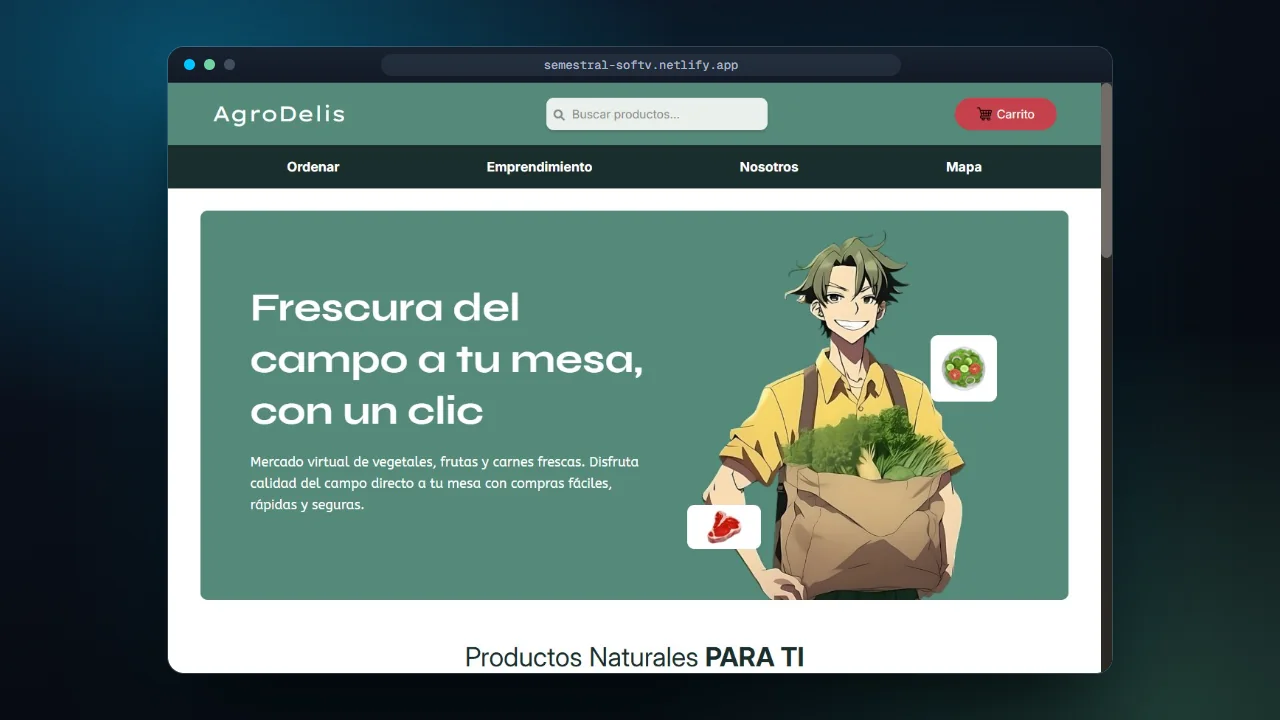 semestral-softv.netlify.app
AgroDelis
Buscar productos...
Carrito
Ordenar
Emprendimiento
Nosotros
Mapa
Frescura del
campo a tu mesa,
con un clic
Mercado virtual de vegetales, frutas y carnes frescas. Disfruta
calidad del campo directo a tu mesa con compras fáciles,
rápidas y seguras.
Productos Naturales PARA TI